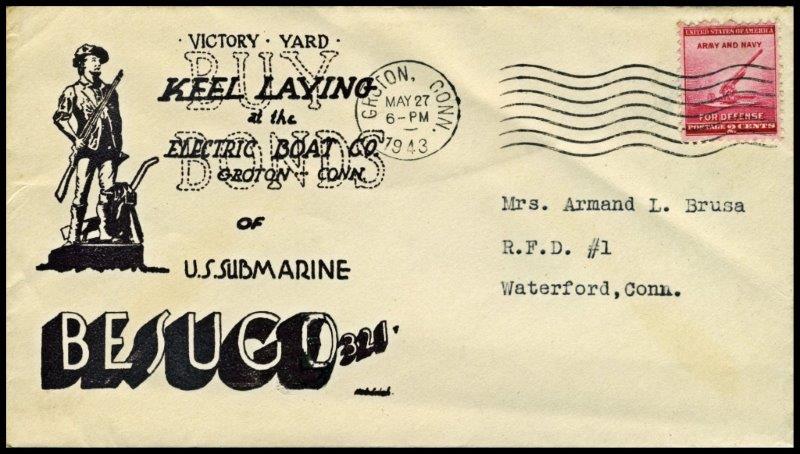 · VICTORY · YARD ·
BUY
KEEL LAYING
at the
BONDS
ELECTRIC BOAT CO.
GROTON - CONN.
OF
U.S. SUBMARINE
BESUGO 321
GROTON, CONN.
MAY 27
6-PM
1943
UNITED STATES OF AMERICA
ARMY AND NAVY
FOR DEFENSE
POSTAGE 2 CENTS
Mrs. Armand L. Brusa
R.F.D. #1
Waterford,Conn.